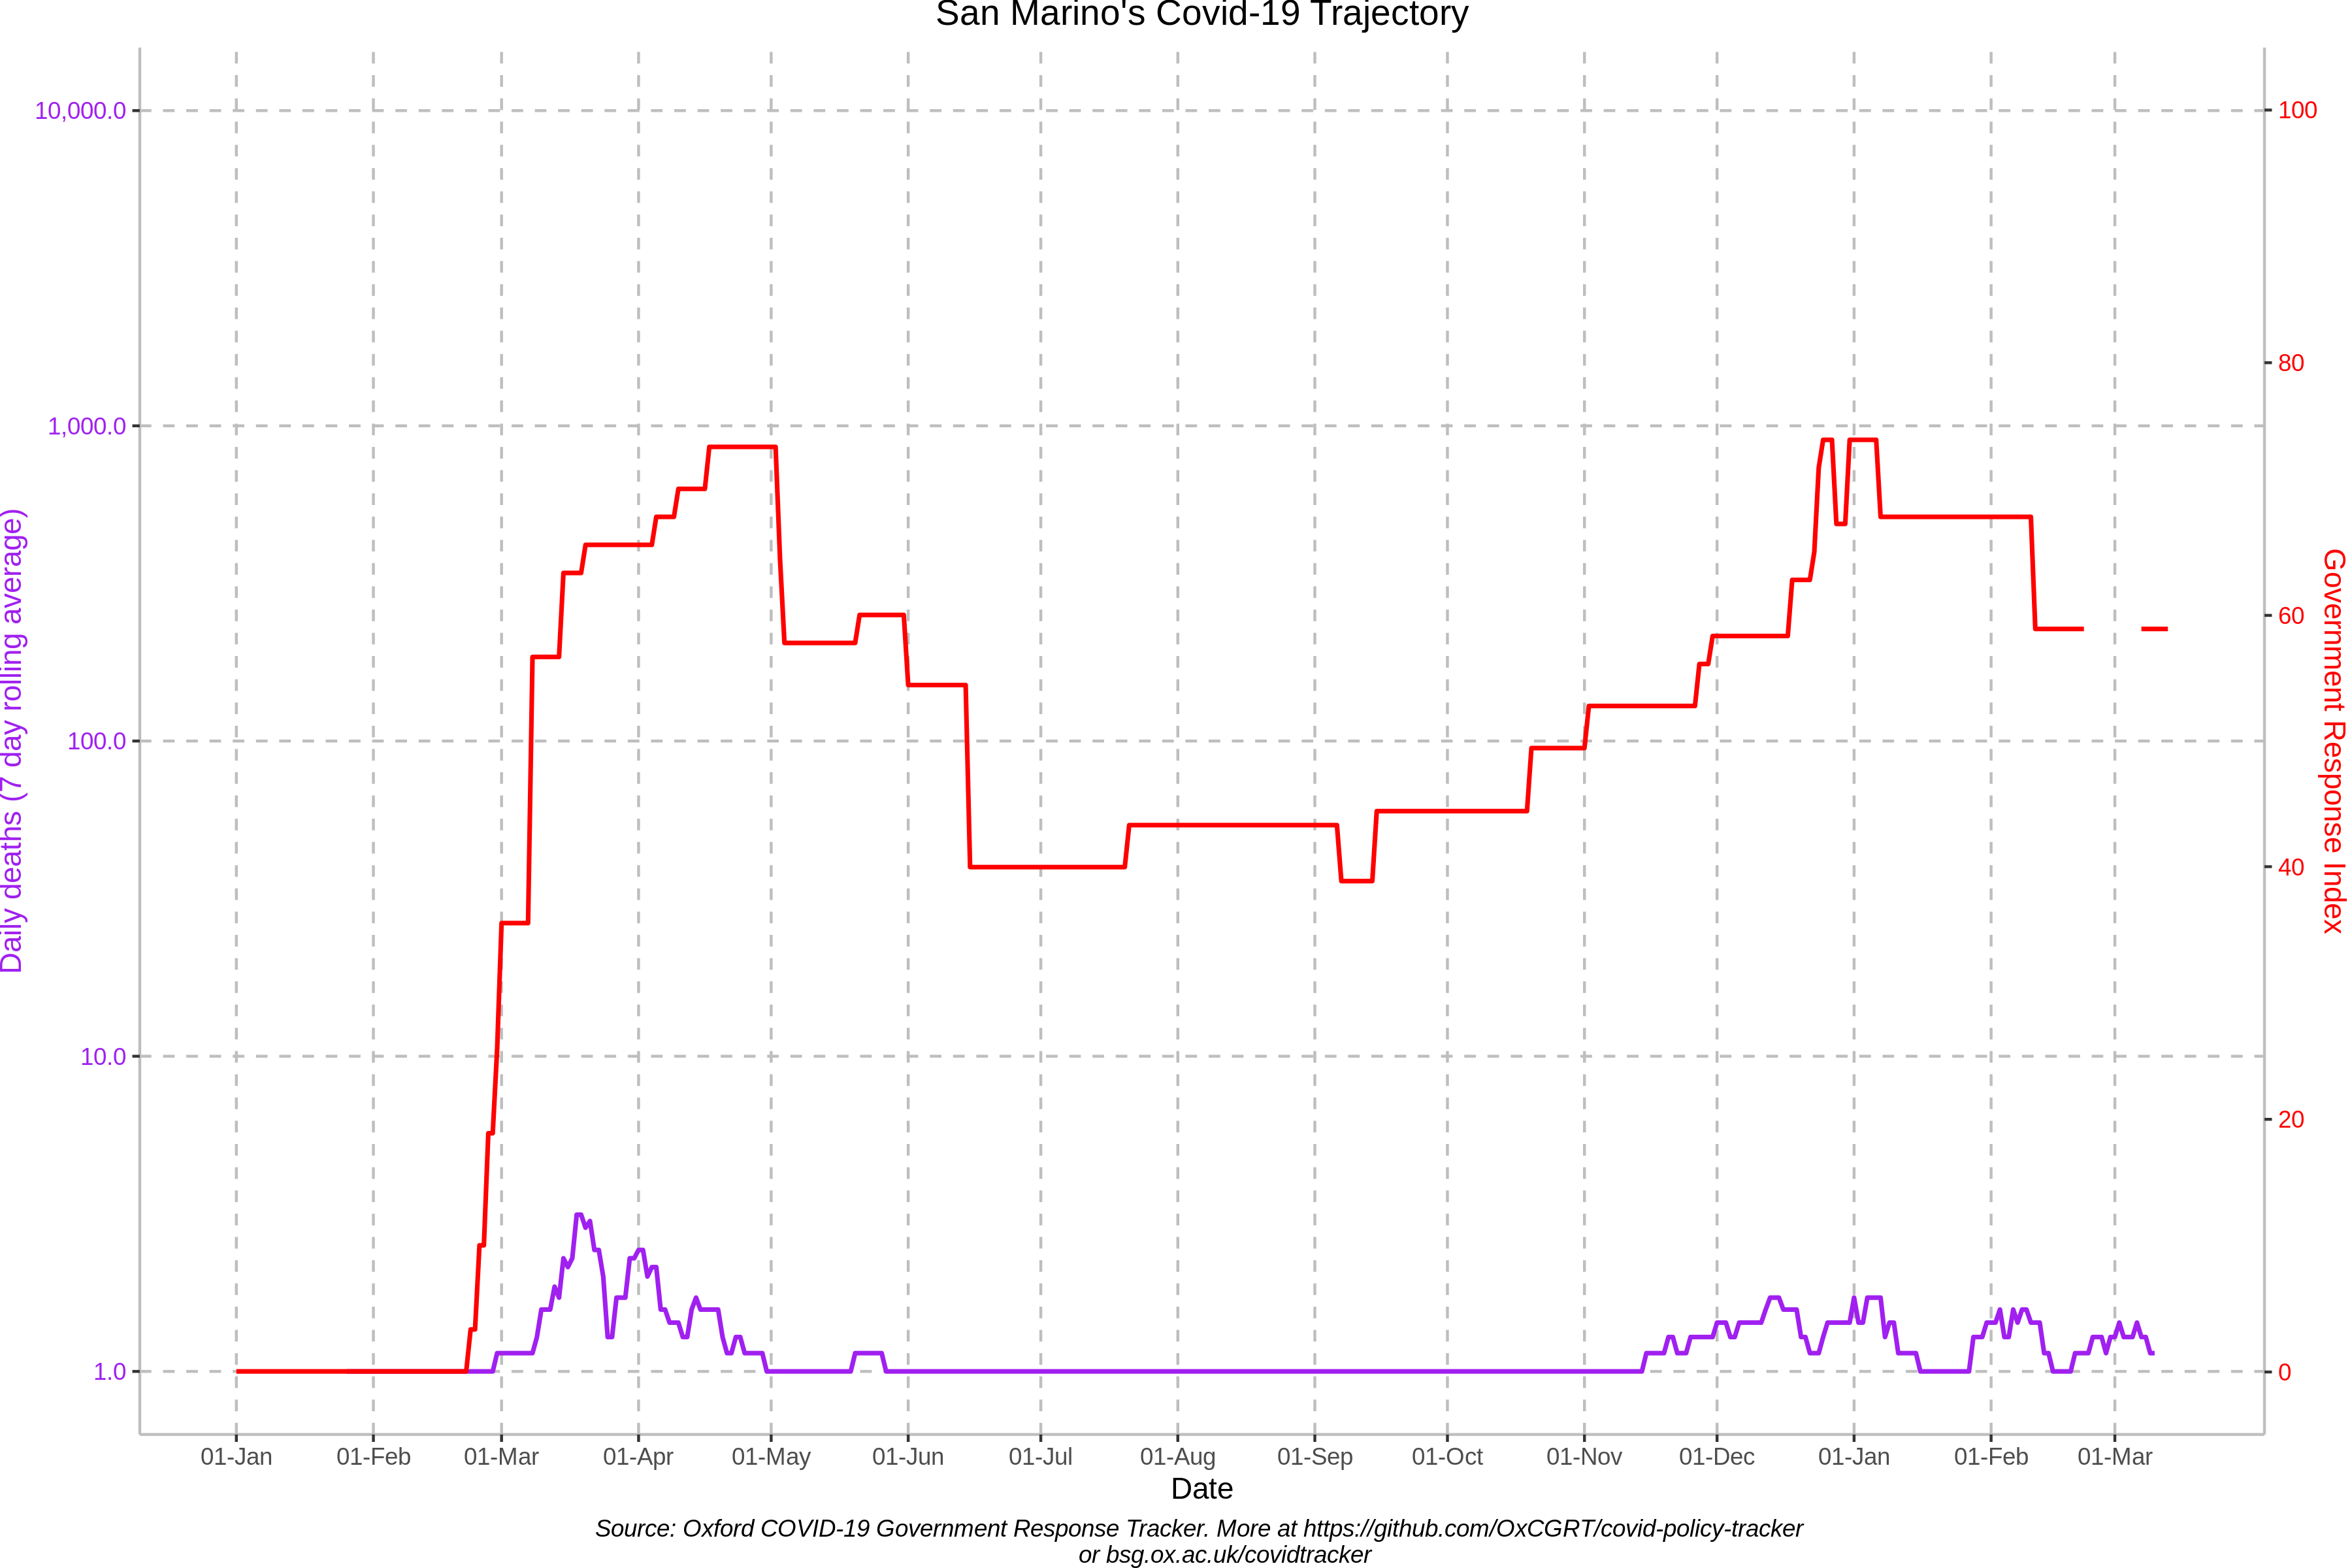 San Marino's Covid-19 Trajectory
10,000.0
1,000.0
100.0
10.0
1.0
Daily deaths (7 day rolling average)
100
80
60
40
20
0
Government Response Index
01-Jan 01-Feb 01-Mar 01-Apr 01-May 01-Jun 01-Jul 01-Aug 01-Sep 01-Oct 01-Nov 01-Dec 01-Jan 01-Feb 01-Mar
Date
Source: Oxford COVID-19 Government Response Tracker. More at https://github.com/OxCGRT/covid-policy-tracker
or bsg.ox.ac.uk/covidtracker